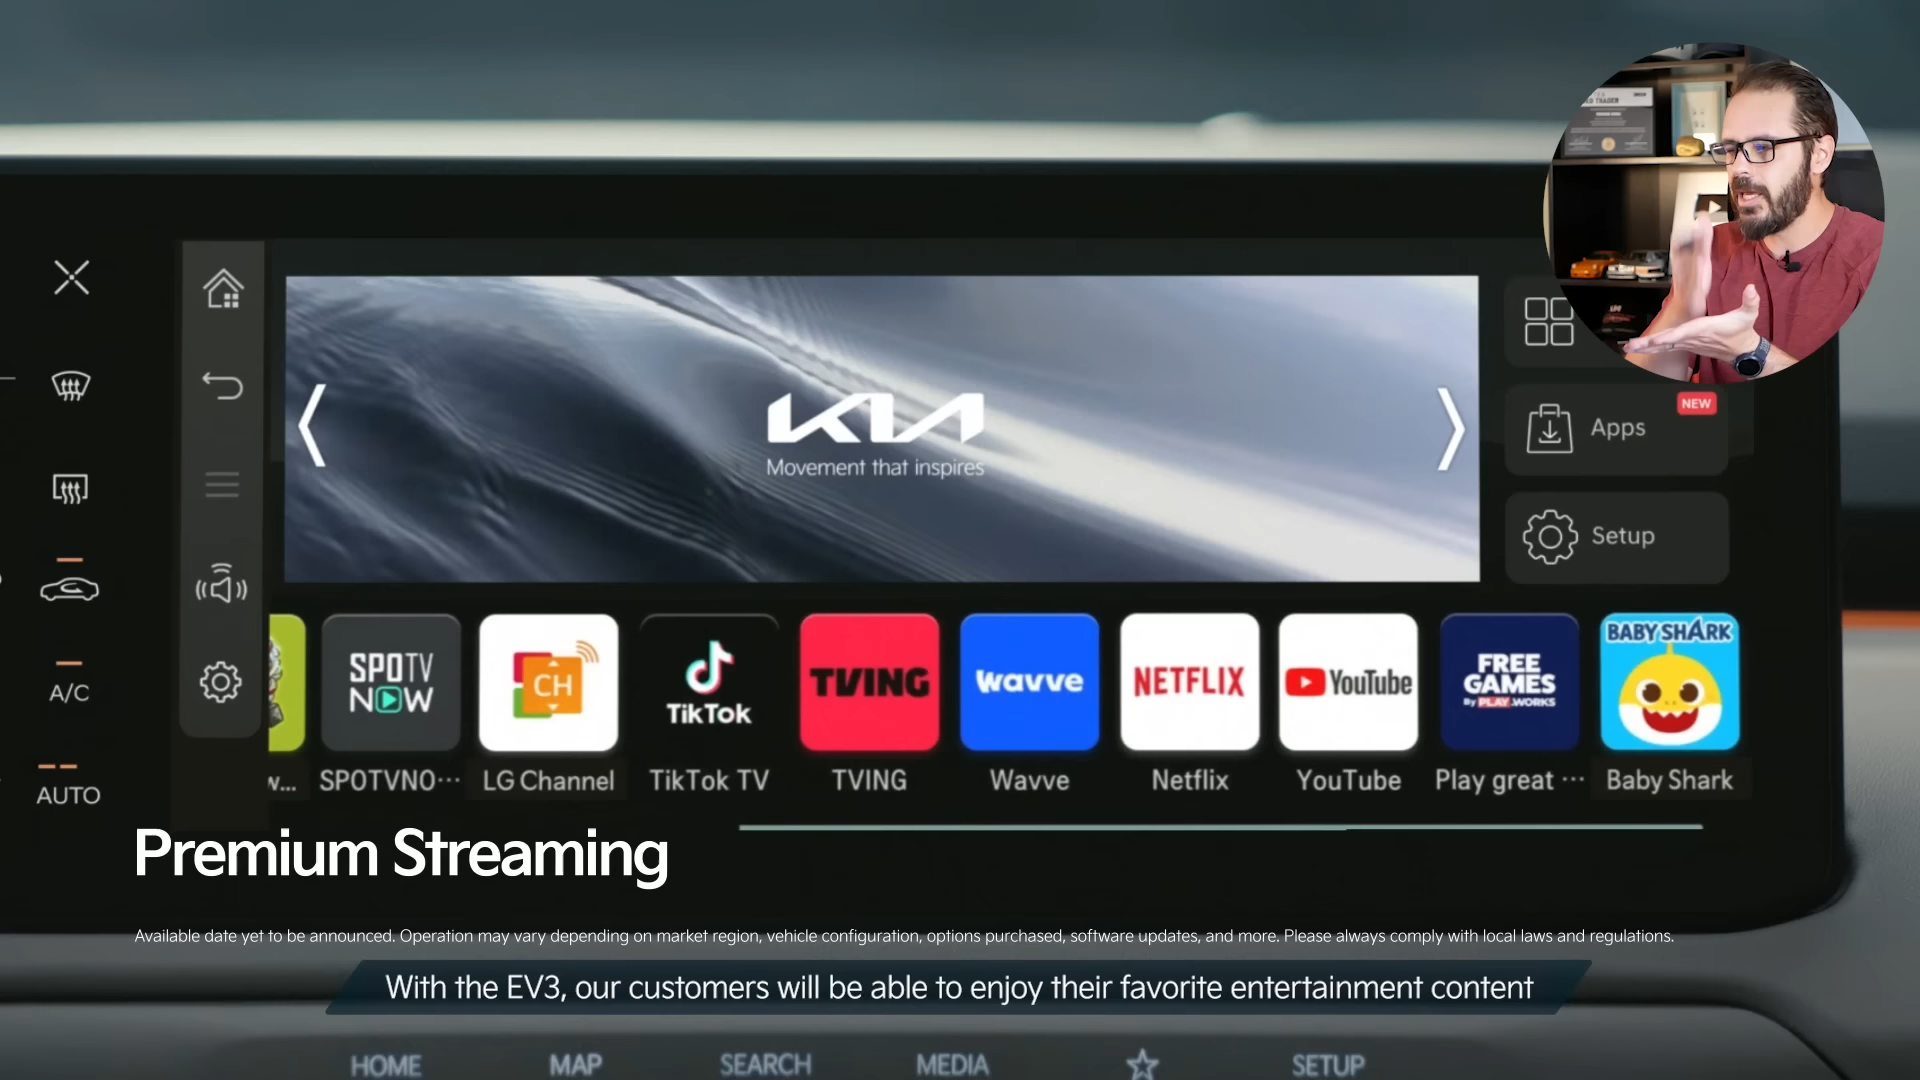 KIA
Movement that inspires
NEW
Apps
Setup
A/C
AUTO
SPOTV
NOW
CH
TikTok
TVING
wavve
NETFLIX
YouTube
FREE
GAMES
By PLAY.WORKS
BABY SHARK
w...
SPOTVNO...
LG Channel
TikTok TV
TVING
Wavve
Netflix
YouTube
Play great ...
Baby Shark
Premium Streaming
Available date yet to be announced. Operation may vary depending on market region, vehicle configuration, options purchased, software updates, and more. Please always comply with local laws and regulations.
With the EV3, our customers will be able to enjoy their favorite entertainment content
HOME MAP SEARCH MEDIA SETUP